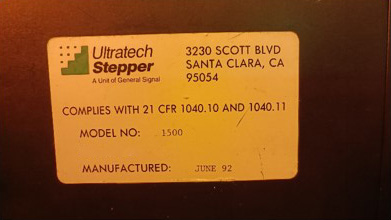 Ultratech
Stepper
A Unit of General Signal
3230 SCOTT BLVD
SANTA CLARA, CA
95054
COMPLIES WITH 21 CFR 1040.10 AND 1040.11
MODEL NO: 1500
MANUFACTURED: JUNE 92